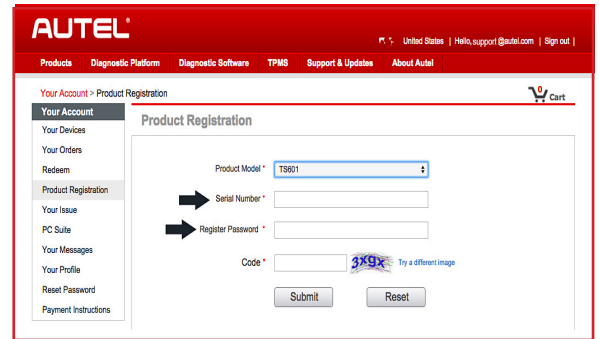 AUTEL
United States | Hello, support@autel.com | Sign out |
Products Diagnostic Platform Diagnostic Software TPMS Support & Updates About Autel
Your Account > Product Registration
0 Cart
Your Account
Your Devices
Your Orders
Redeem
Product Registration
Your Issue
PC Suite
Your Messages
Your Profile
Reset Password
Payment Instructions
Product Registration
Product Model * TS601
Serial Number *
Register Password *
Code * 3x9x Try a different image
Submit Reset